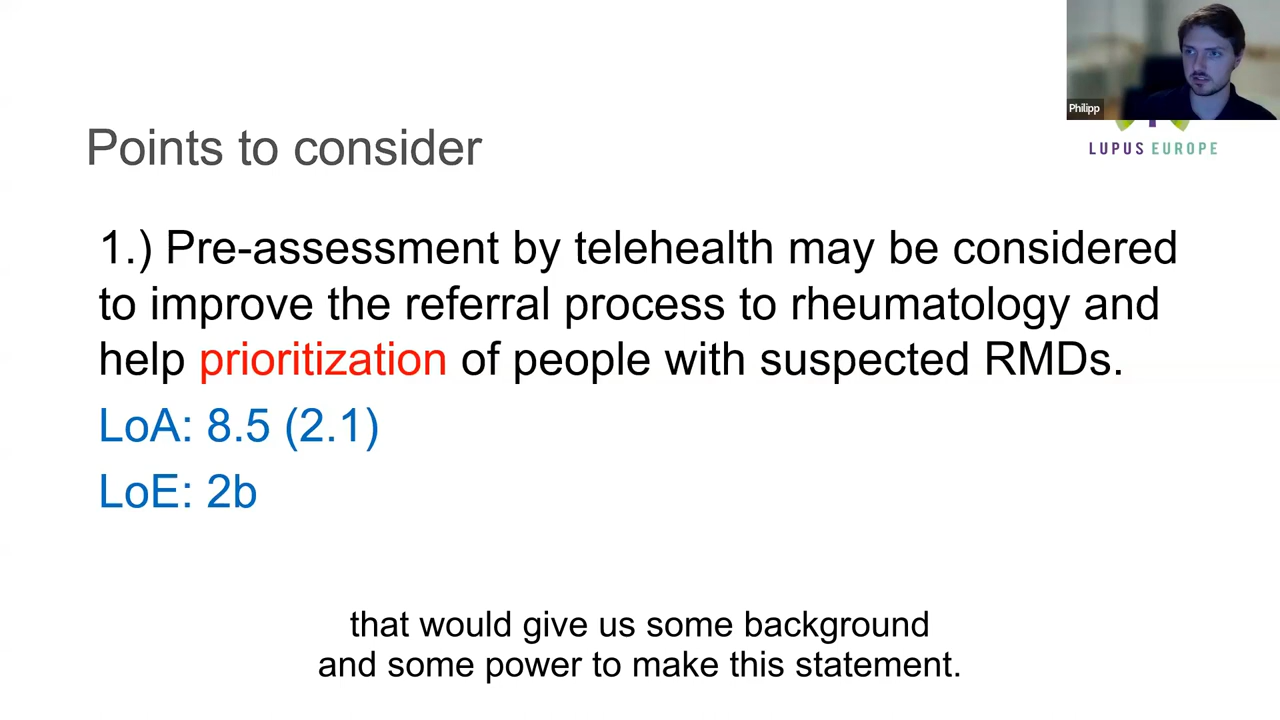 Philipp
LUPUS EUROPE
Points to consider
1.) Pre-assessment by telehealth may be considered
to improve the referral process to rheumatology and
help prioritization of people with suspected RMDs.
LoA: 8.5 (2.1)
LoE: 2b
that would give us some background
and some power to make this statement.